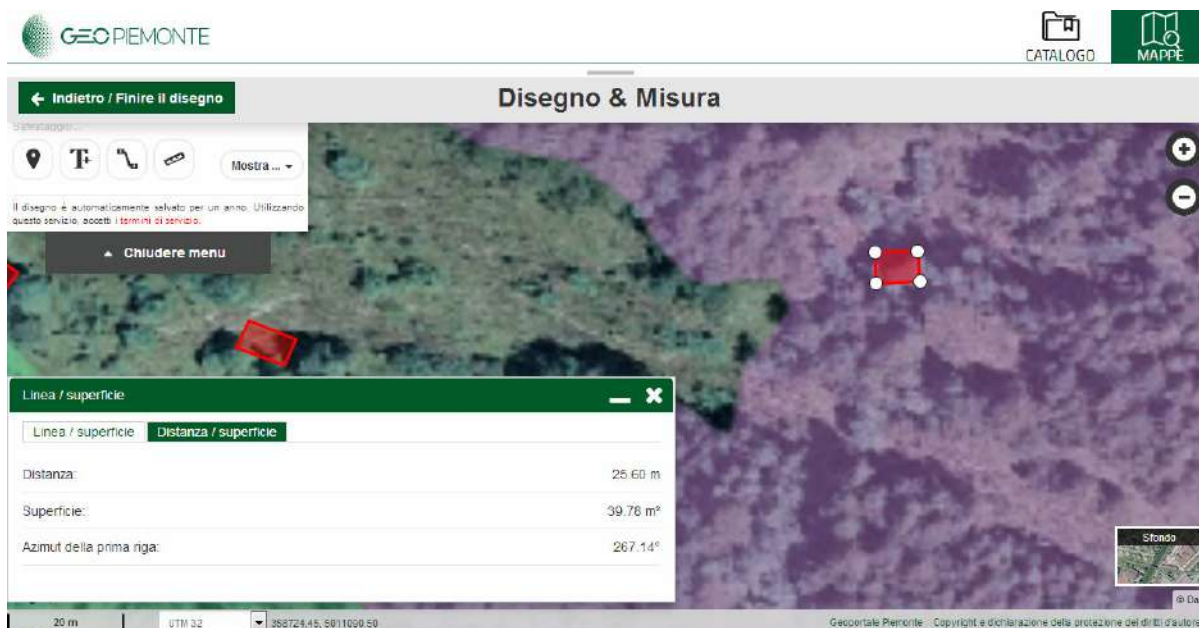 GEOPIEMONTE
CATALOGO
MAPPE
Indietro / Finire il disegno
Disegno & Misura
T+
Mostra ...
Il disegno è automaticamente salvato per un anno. Utilizzando
questo servizio, accetti i termini di servizio.
Chiudere menu
Linea / superficie
Linea / superficie
Distanza / superficie
Distanza:
25.60 m
Superficie:
39.78 m²
Azimut della prima riga:
267.14°
Sfondo
© Da
20 m
UTM 32
358724.45, 5011090.50
Geoportale Piemonte
Copyright e dichiarazione della protezione dei diritti d'autore